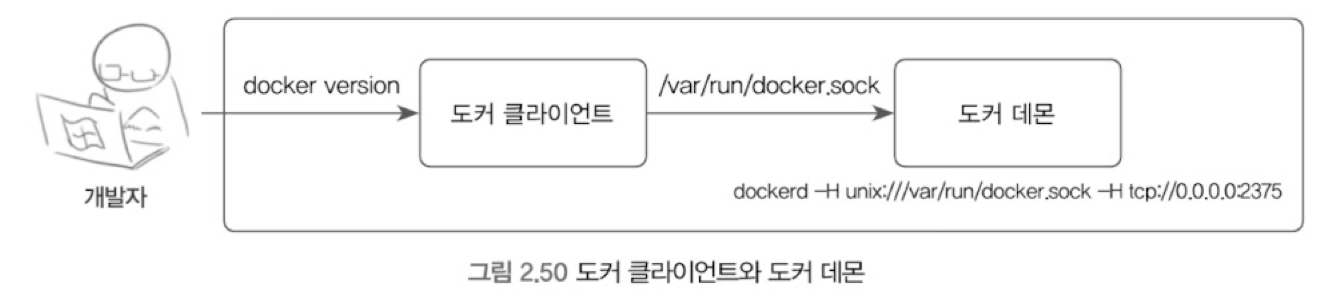 docker version
/var/run/docker.sock
도커 클라이언트
도커 데몬
개발자
dockerd -H unix:///var/run/docker.sock -H tcp://0.0.0.0:2375
그림 2.50 도커 클라이언트와 도커 데몬